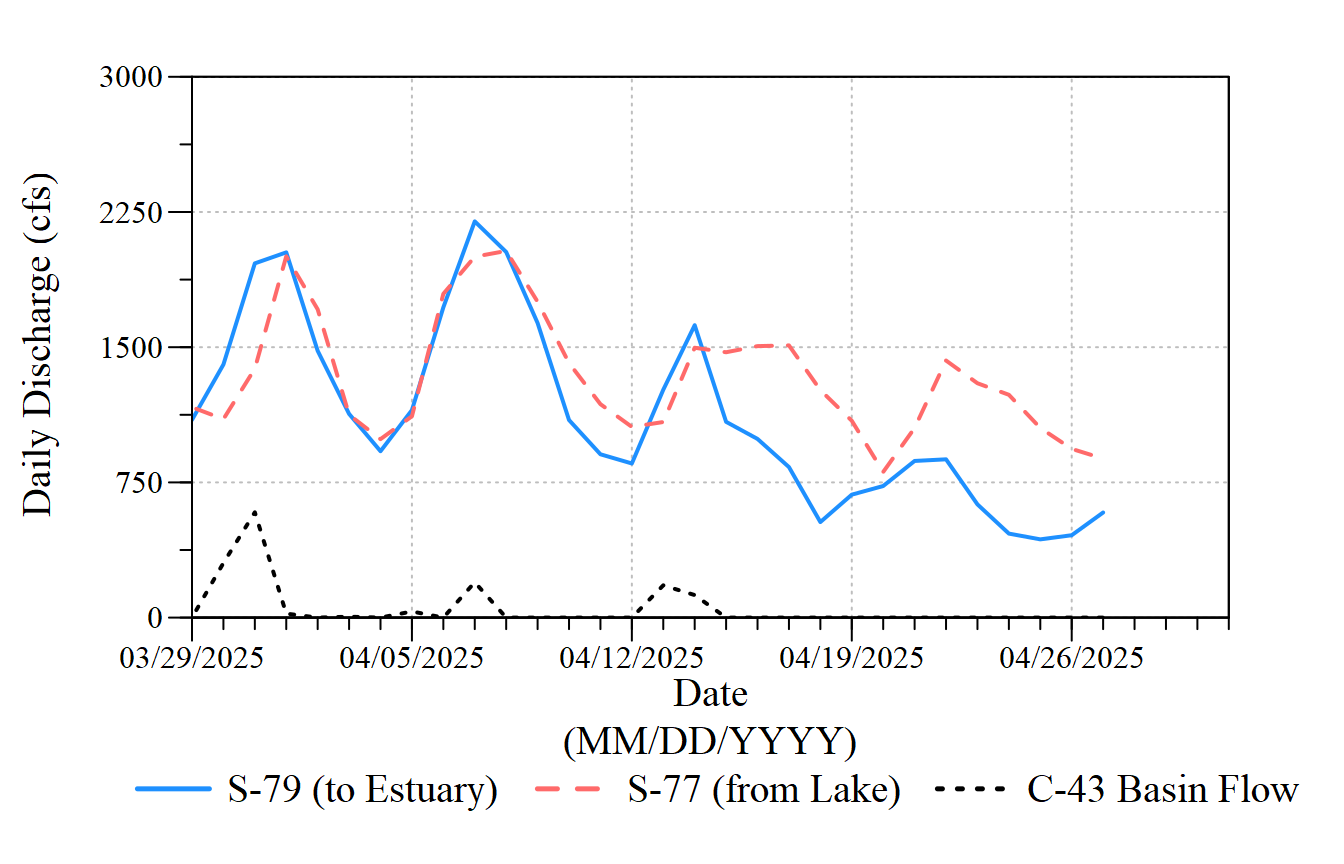 Daily Discharge (cfs)
3000
2250
1500
750
0
03/29/2025 04/05/2025 04/12/2025 04/19/2025 04/26/2025
Date
(MM/DD/YYYY)
S-79 (to Estuary) S-77 (from Lake) C-43 Basin Flow